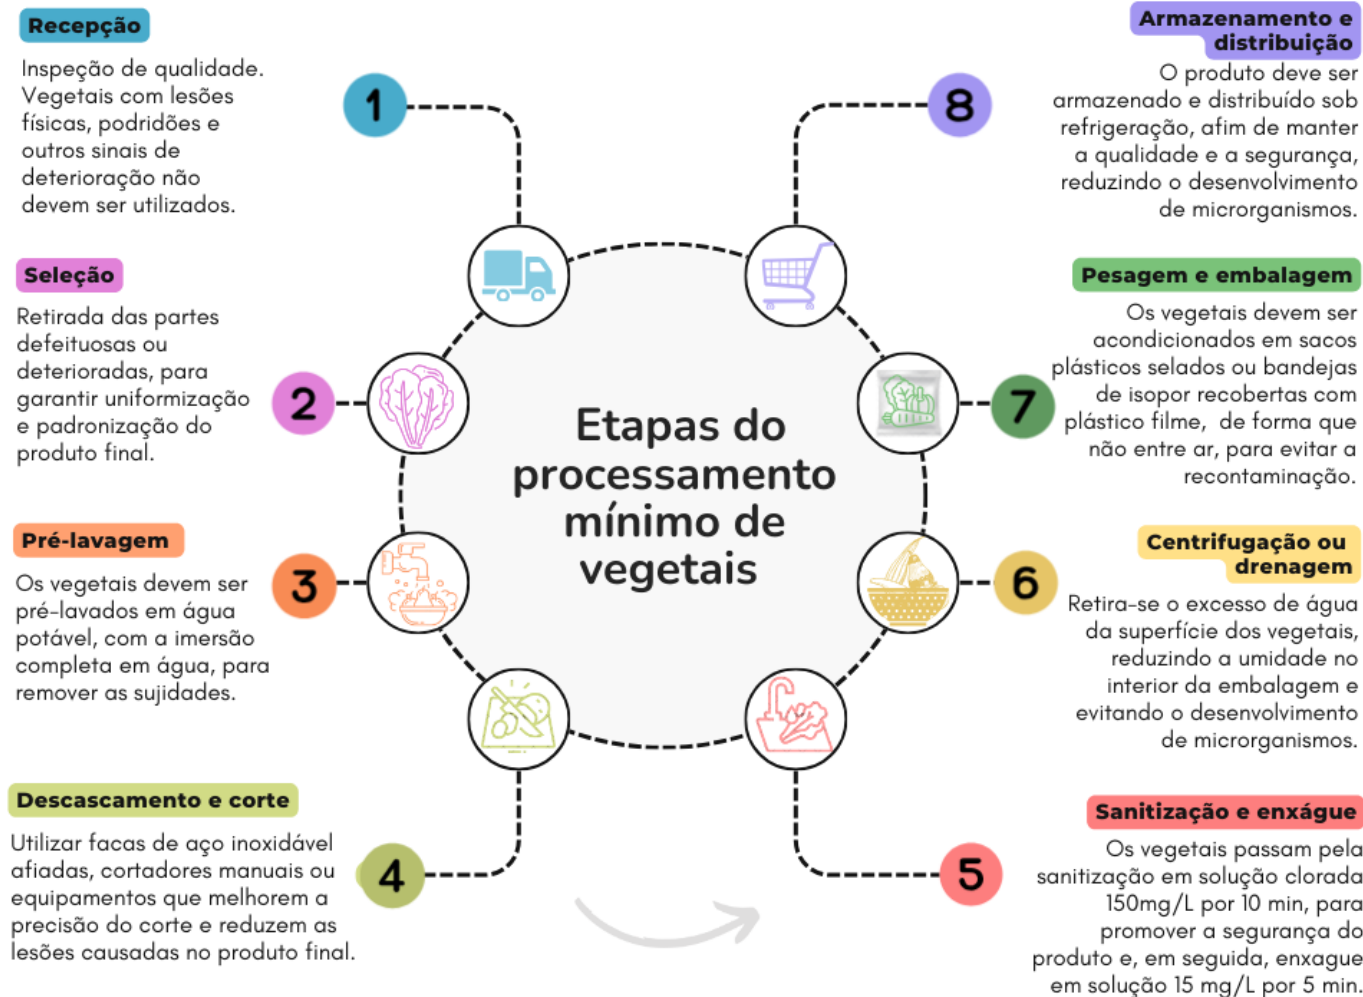 Recepção
Inspeção de qualidade.
Vegetais com lesões
físicas, podridões e
outros sinais de
deterioração não
devem ser utilizados.
1
Seleção
Retirada das partes
defeituosas ou
deterioradas, para
garantir uniformização
e padronização do
produto final.
2
Pré-lavagem
Os vegetais devem ser
pré-lavados em água
potável, com a imersão
completa em água, para
remover as sujidades.
3
Descascamento e corte
Utilizar facas de aço inoxidável
afiadas, cortadores manuais ou
equipamentos que melhorem a
precisão do corte e reduzem as
lesões causadas no produto final.
4
Etapas do
processamento
mínimo de
vegetais
Armazenamento e
distribuição
O produto deve ser
armazenado e distribuído sob
refrigeração, afim de manter
a qualidade e a segurança,
reduzindo o desenvolvimento
de microrganismos.
8
Pesagem e embalagem
Os vegetais devem ser
acondicionados em sacos
plásticos selados ou bandejas
de isopor recobertas com
plástico filme, de forma que
não entre ar, para evitar a
recontaminação.
7
Centrifugação ou
drenagem
Retira-se o excesso de água
da superfície dos vegetais,
reduzindo a umidade no
interior da embalagem e
evitando o desenvolvimento
de microrganismos.
6
Sanitização e enxágue
Os vegetais passam pela
sanitização em solução clorada
150mg/L por 10 min, para
promover a segurança do
produto e, em seguida, enxague
em solução 15 mg/L por 5 min.
5